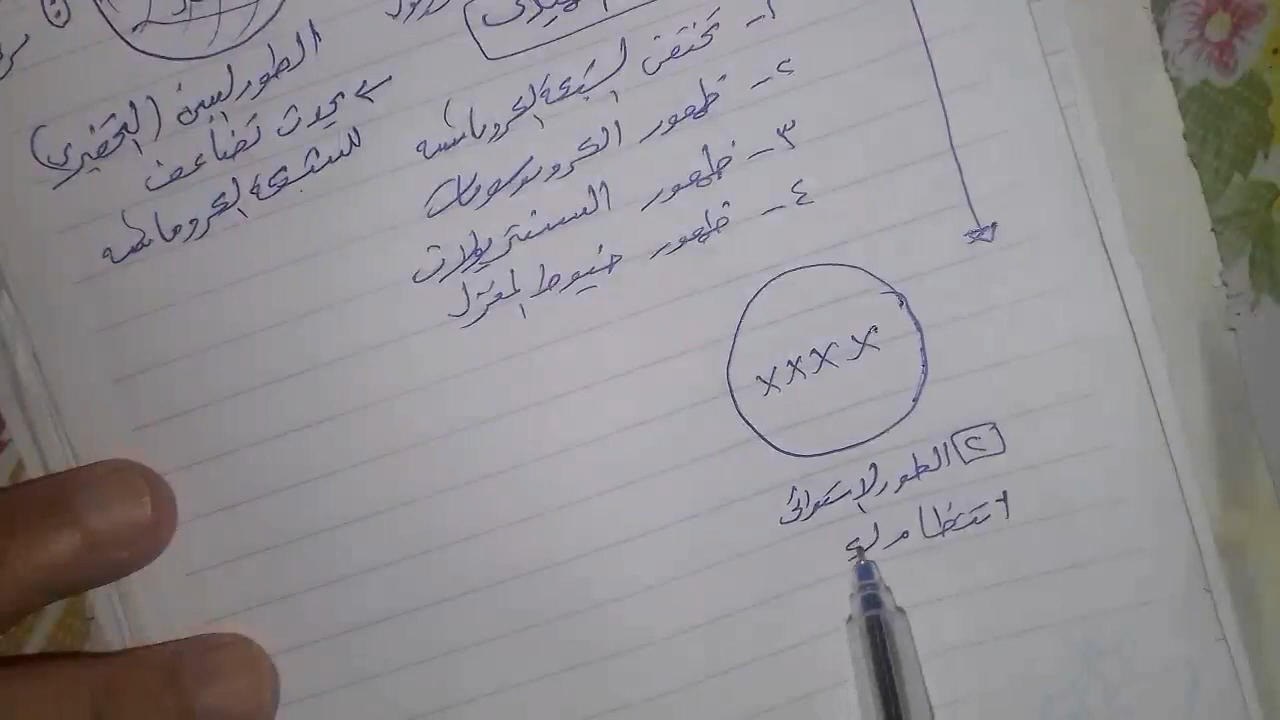 ١- تختفي الشبكة الكروماتينية
٢- ظهور الكروموسومات
٣- ظهور السنتريولات
٤- ظهور خيوط المغزل
الطور البيني (التحضيري)
← يحدث تضاعف
للشبكة الكروماتينية
XXXX
٢ الطور الاستوائي
انتظام